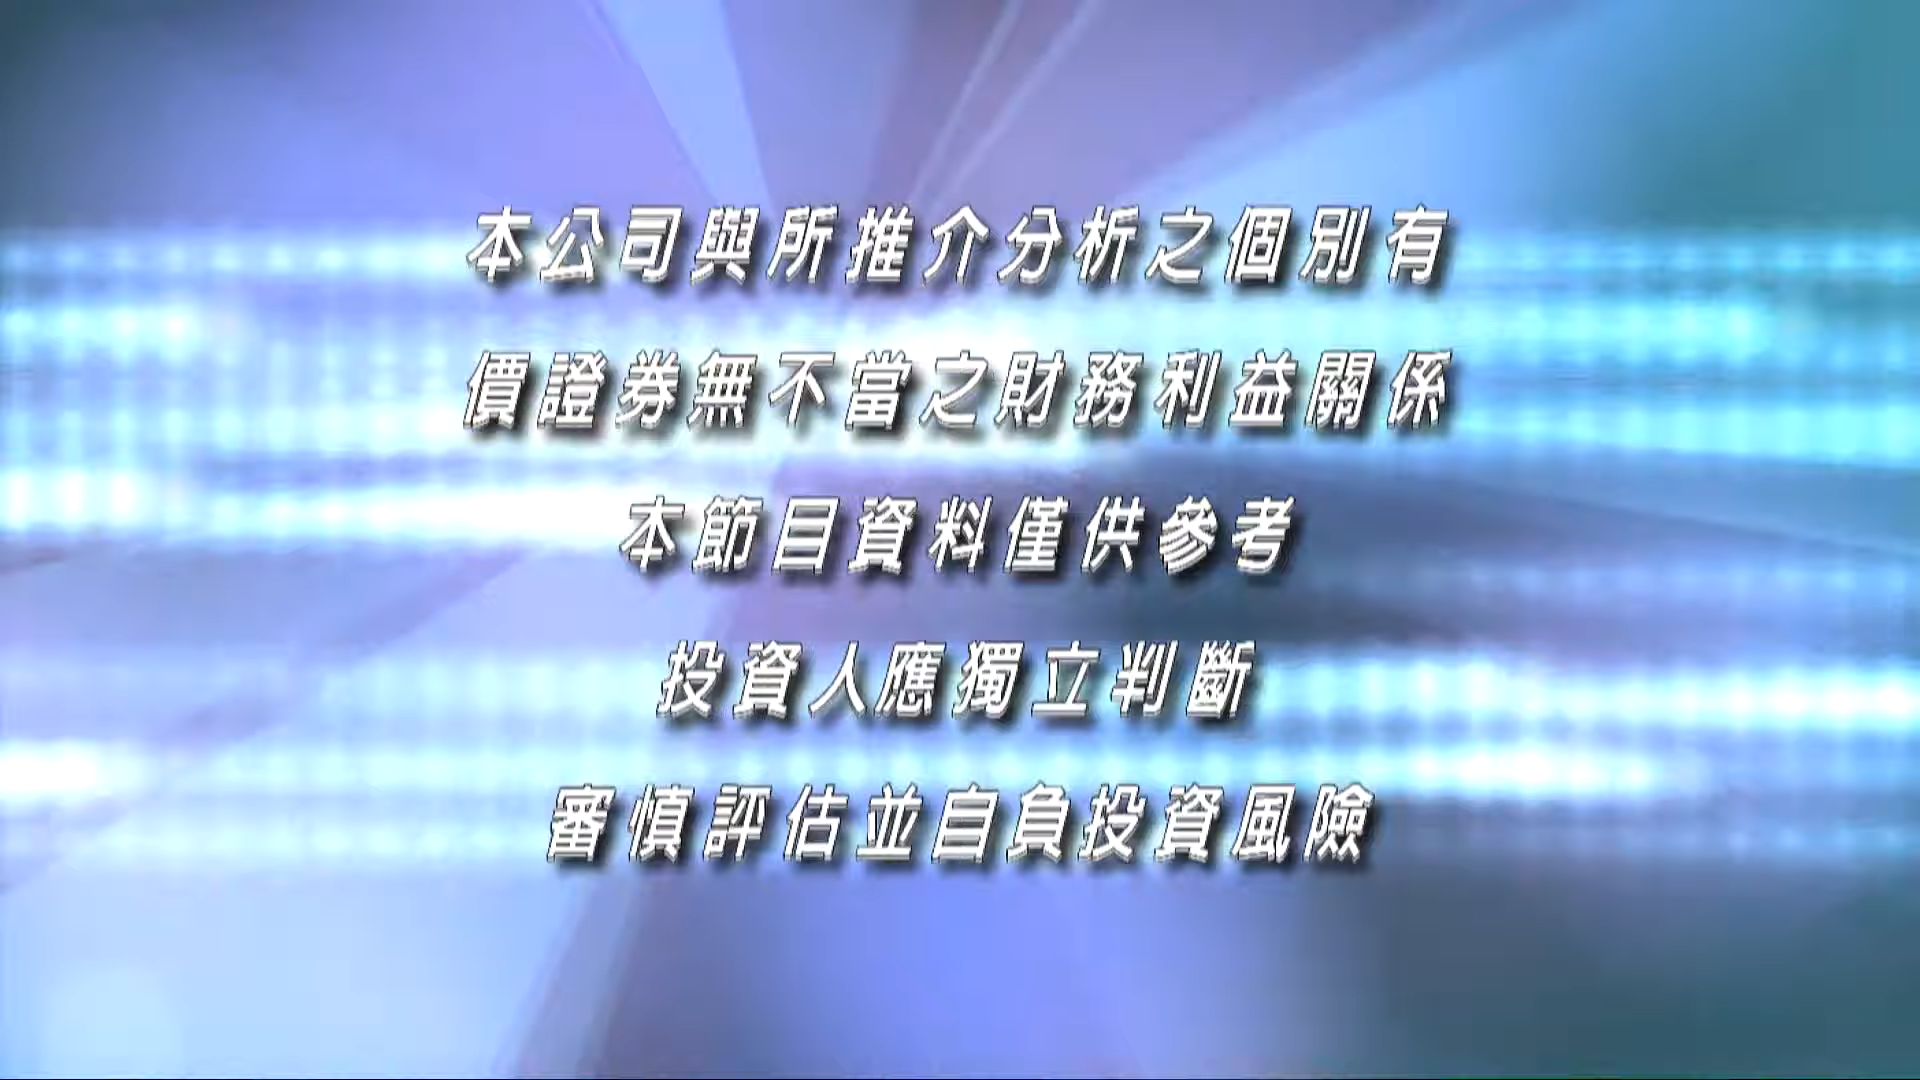 本公司與所推介分析之個別有
價證券無不當之財務利益關係
本節目資料僅供參考
投資人應獨立判斷
審慎評估並自負投資風險